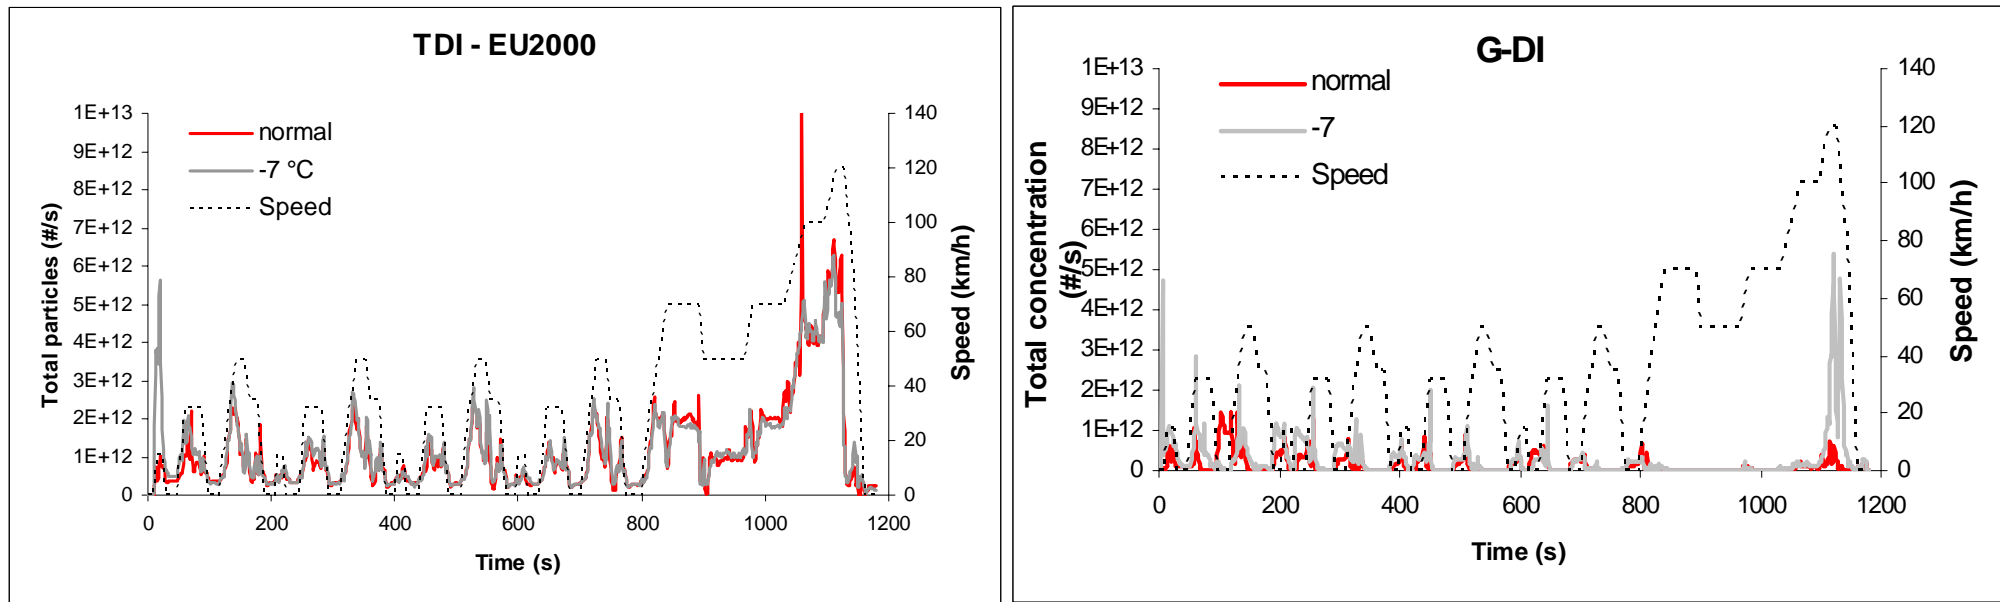 TDI - EU2000
1E+13
9E+12
8E+12
7E+12
6E+12
5E+12
4E+12
3E+12
2E+12
1E+12
0
Total particles (#/s)
normal
-7 °C
Speed
140
120
100
80
60
40
20
0
Speed (km/h)
0 200 400 600 800 1000 1200
Time (s)
G-DI
1E+13
9E+12
8E+12
7E+12
6E+12
5E+12
4E+12
3E+12
2E+12
1E+12
0
Total concentration
(#/s)
normal
-7
Speed
140
120
100
80
60
40
20
0
Speed (km/h)
0 200 400 600 800 1000 1200
Time (s)